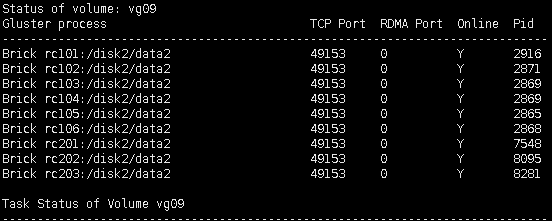 Status of volume: vg09
Gluster process TCP Port RDMA Port Online Pid
------------------------------------------------------------------------------
Brick rc101:/disk2/data2 49153 0 Y 2916
Brick rc102:/disk2/data2 49153 0 Y 2871
Brick rc103:/disk2/data2 49153 0 Y 2869
Brick rc104:/disk2/data2 49153 0 Y 2869
Brick rc105:/disk2/data2 49153 0 Y 2865
Brick rc106:/disk2/data2 49153 0 Y 2868
Brick rc201:/disk2/data2 49153 0 Y 7548
Brick rc202:/disk2/data2 49153 0 Y 8095
Brick rc203:/disk2/data2 49153 0 Y 8281
Task Status of Volume vg09
------------------------------------------------------------------------------